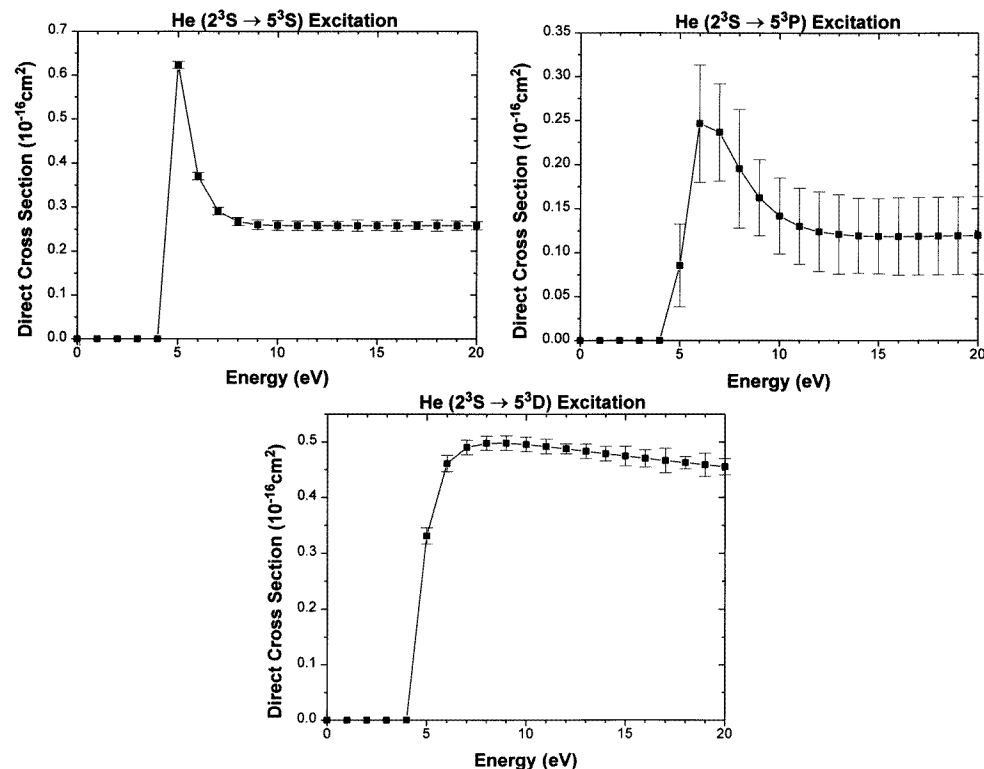 He (2³S → 5³S) Excitation
Direct Cross Section (10⁻¹⁶cm²)
0.7
0.6
0.5
0.4
0.3
0.2
0.1
0.0
0 5 10 15 20
Energy (eV)
He (2³S → 5³P) Excitation
Direct Cross Section (10⁻¹⁶cm²)
0.35
0.30
0.25
0.20
0.15
0.10
0.05
0.00
0 5 10 15 20
Energy (eV)
He (2³S → 5³D) Excitation
Direct Cross Section (10⁻¹⁶cm²)
0.5
0.4
0.3
0.2
0.1
0.0
0 5 10 15 20
Energy (eV)